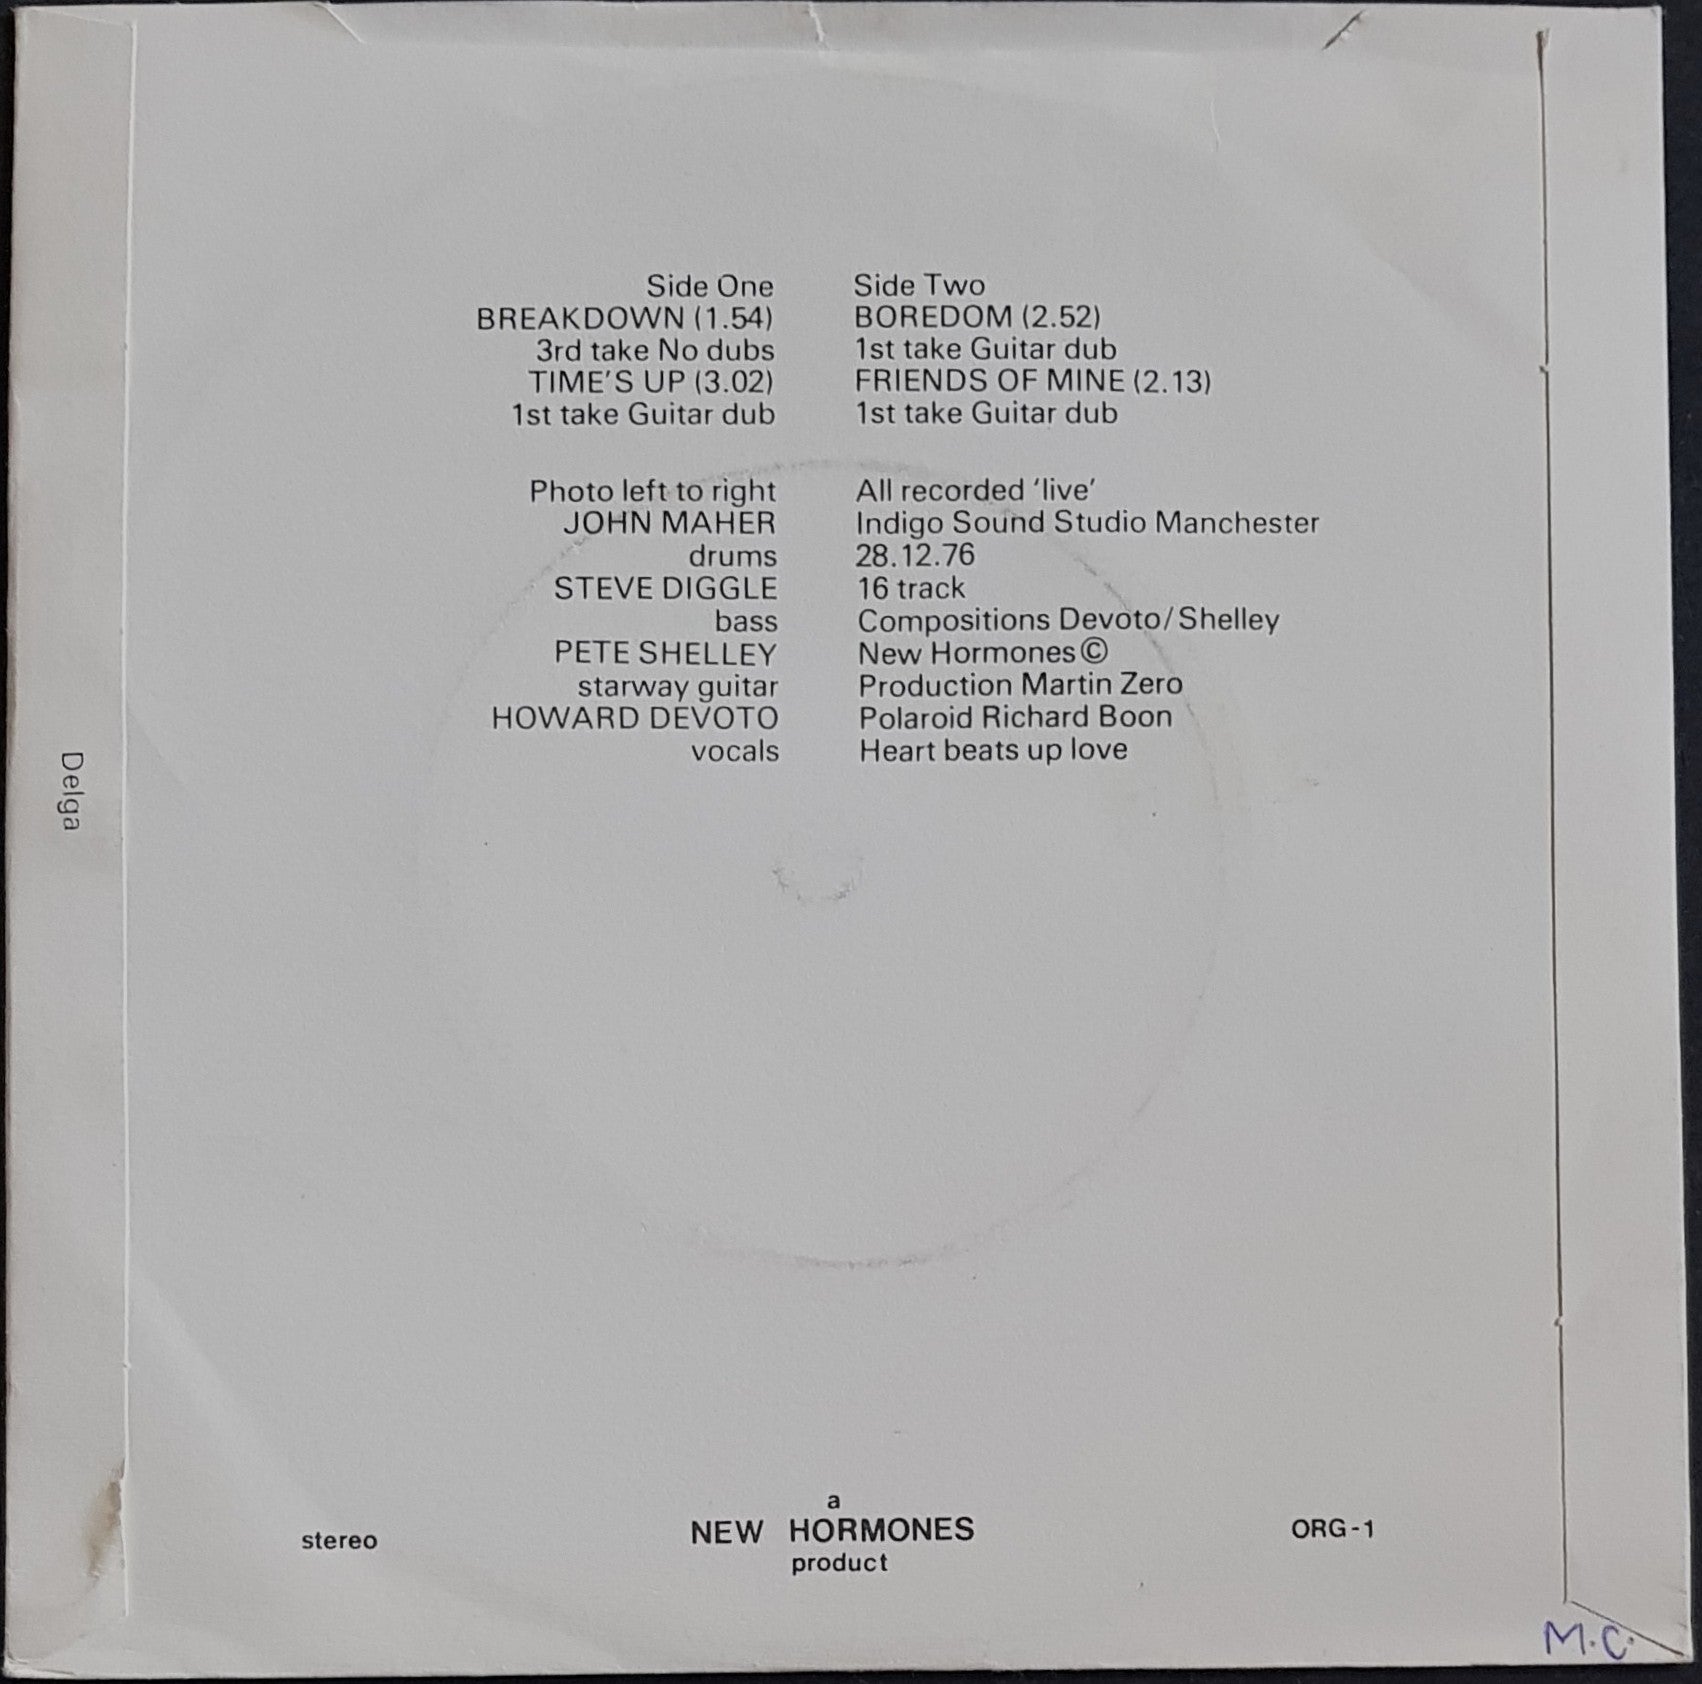 Side One
BREAKDOWN (1.54)
3rd take No dubs
TIME'S UP (3.02)
1st take Guitar dub
Side Two
BOREDOM (2.52)
1st take Guitar dub
FRIENDS OF MINE (2.13)
1st take Guitar dub
Photo left to right
JOHN MAHER
drums
STEVE DIGGLE
bass
PETE SHELLEY
starway guitar
HOWARD DEVOTO
vocals
All recorded 'live'
Indigo Sound Studio Manchester
28.12.76
16 track
Compositions Devoto/Shelley
New Hormones©
Production Martin Zero
Polaroid Richard Boon
Heart beats up love
Delga
stereo
a
NEW HORMONES
product
ORG-1
M.C.